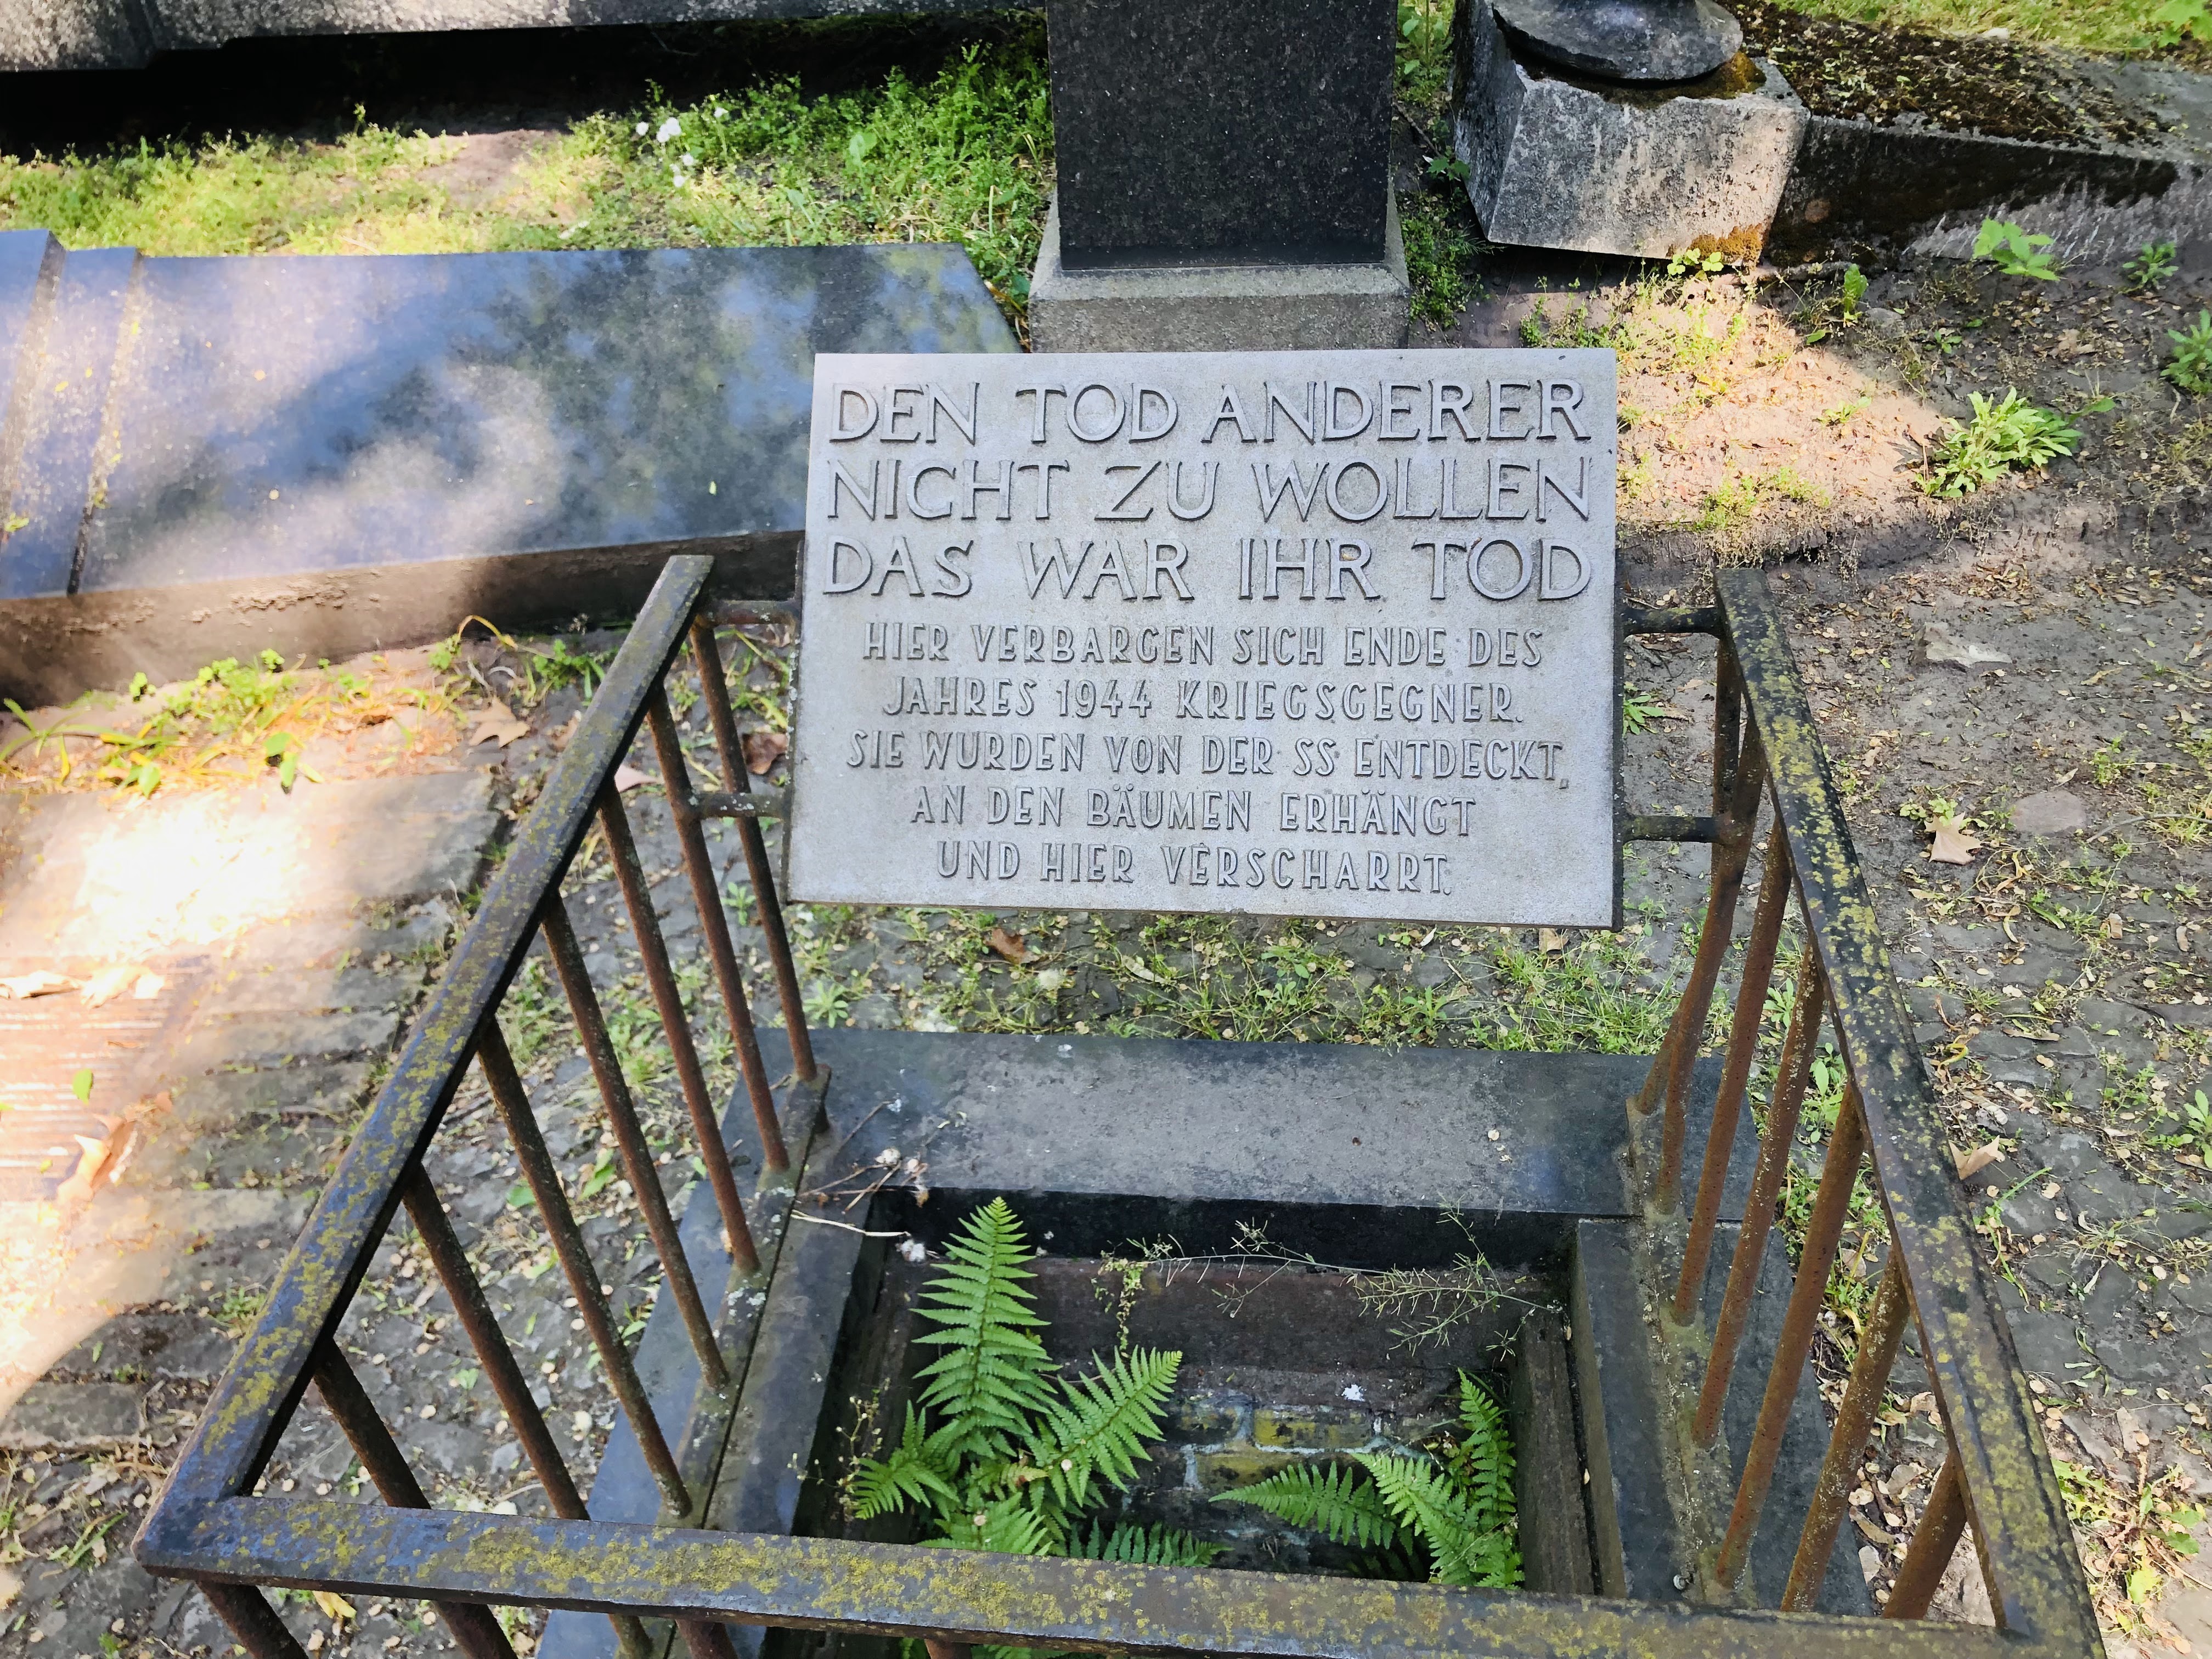 DEN TOD ANDERER
NICHT ZU WOLLEN
DAS WAR IHR TOD
HIER VERBARGEN SICH ENDE DES
JAHRES 1944 KRIEGSGEGNER.
SIE WURDEN VON DER SS ENTDECKT,
AN DEN BÄUMEN ERHÄNGT
UND HIER VERSCHARRT.